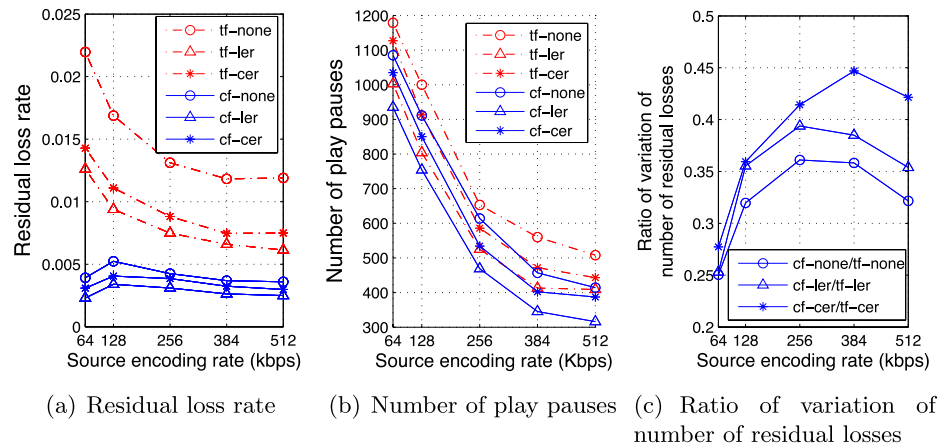 0.025
0.02
0.015
0.01
0.005
0
Residual loss rate
tf−none
tf−ler
tf−cer
cf−none
cf−ler
cf−cer
64 128 256 384 512
Source encoding rate (kbps)
(a) Residual loss rate
1200
1100
1000
900
800
700
600
500
400
300
Number of play pauses
tf−none
tf−ler
tf−cer
cf−none
cf−ler
cf−cer
64 128 256 384 512
Source encoding rate (Kbps)
(b) Number of play pauses
0.5
0.45
0.4
0.35
0.3
0.25
0.2
Ratio of variation of
number of residual losses
cf−none/tf−none
cf−ler/tf−ler
cf−cer/tf−cer
64 128 256 384 512
Source encoding rate (kbps)
(c) Ratio of variation of
number of residual losses